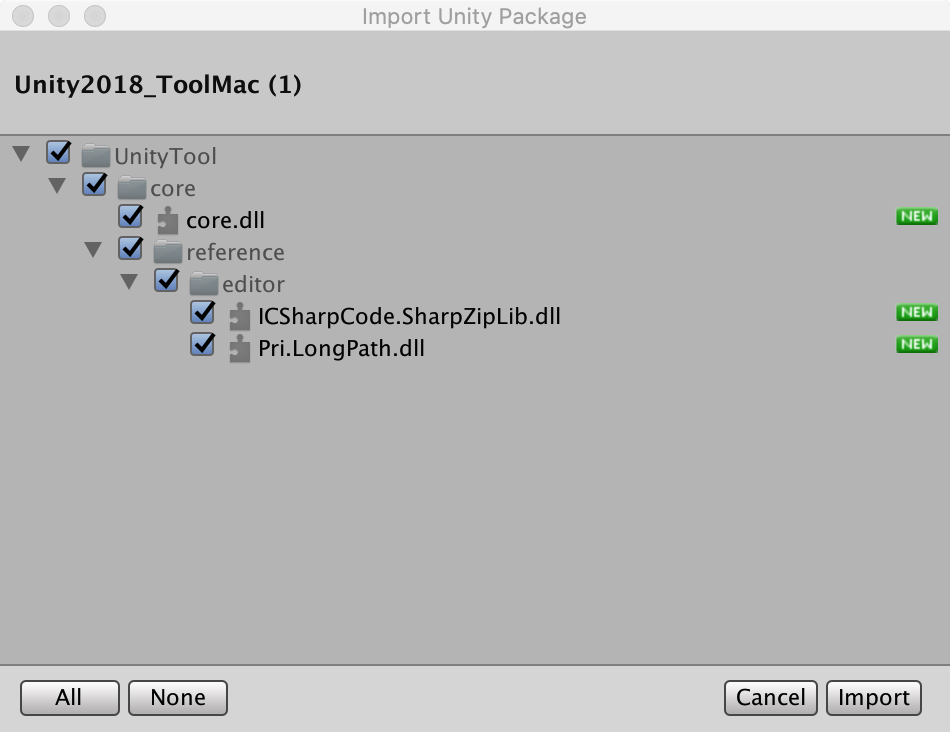 Import Unity Package
Unity2018_ToolMac (1)
UnityTool
core
core.dll NEW
reference
editor
ICSharpCode.SharpZipLib.dll NEW
Pri.LongPath.dll NEW
All None Cancel Import